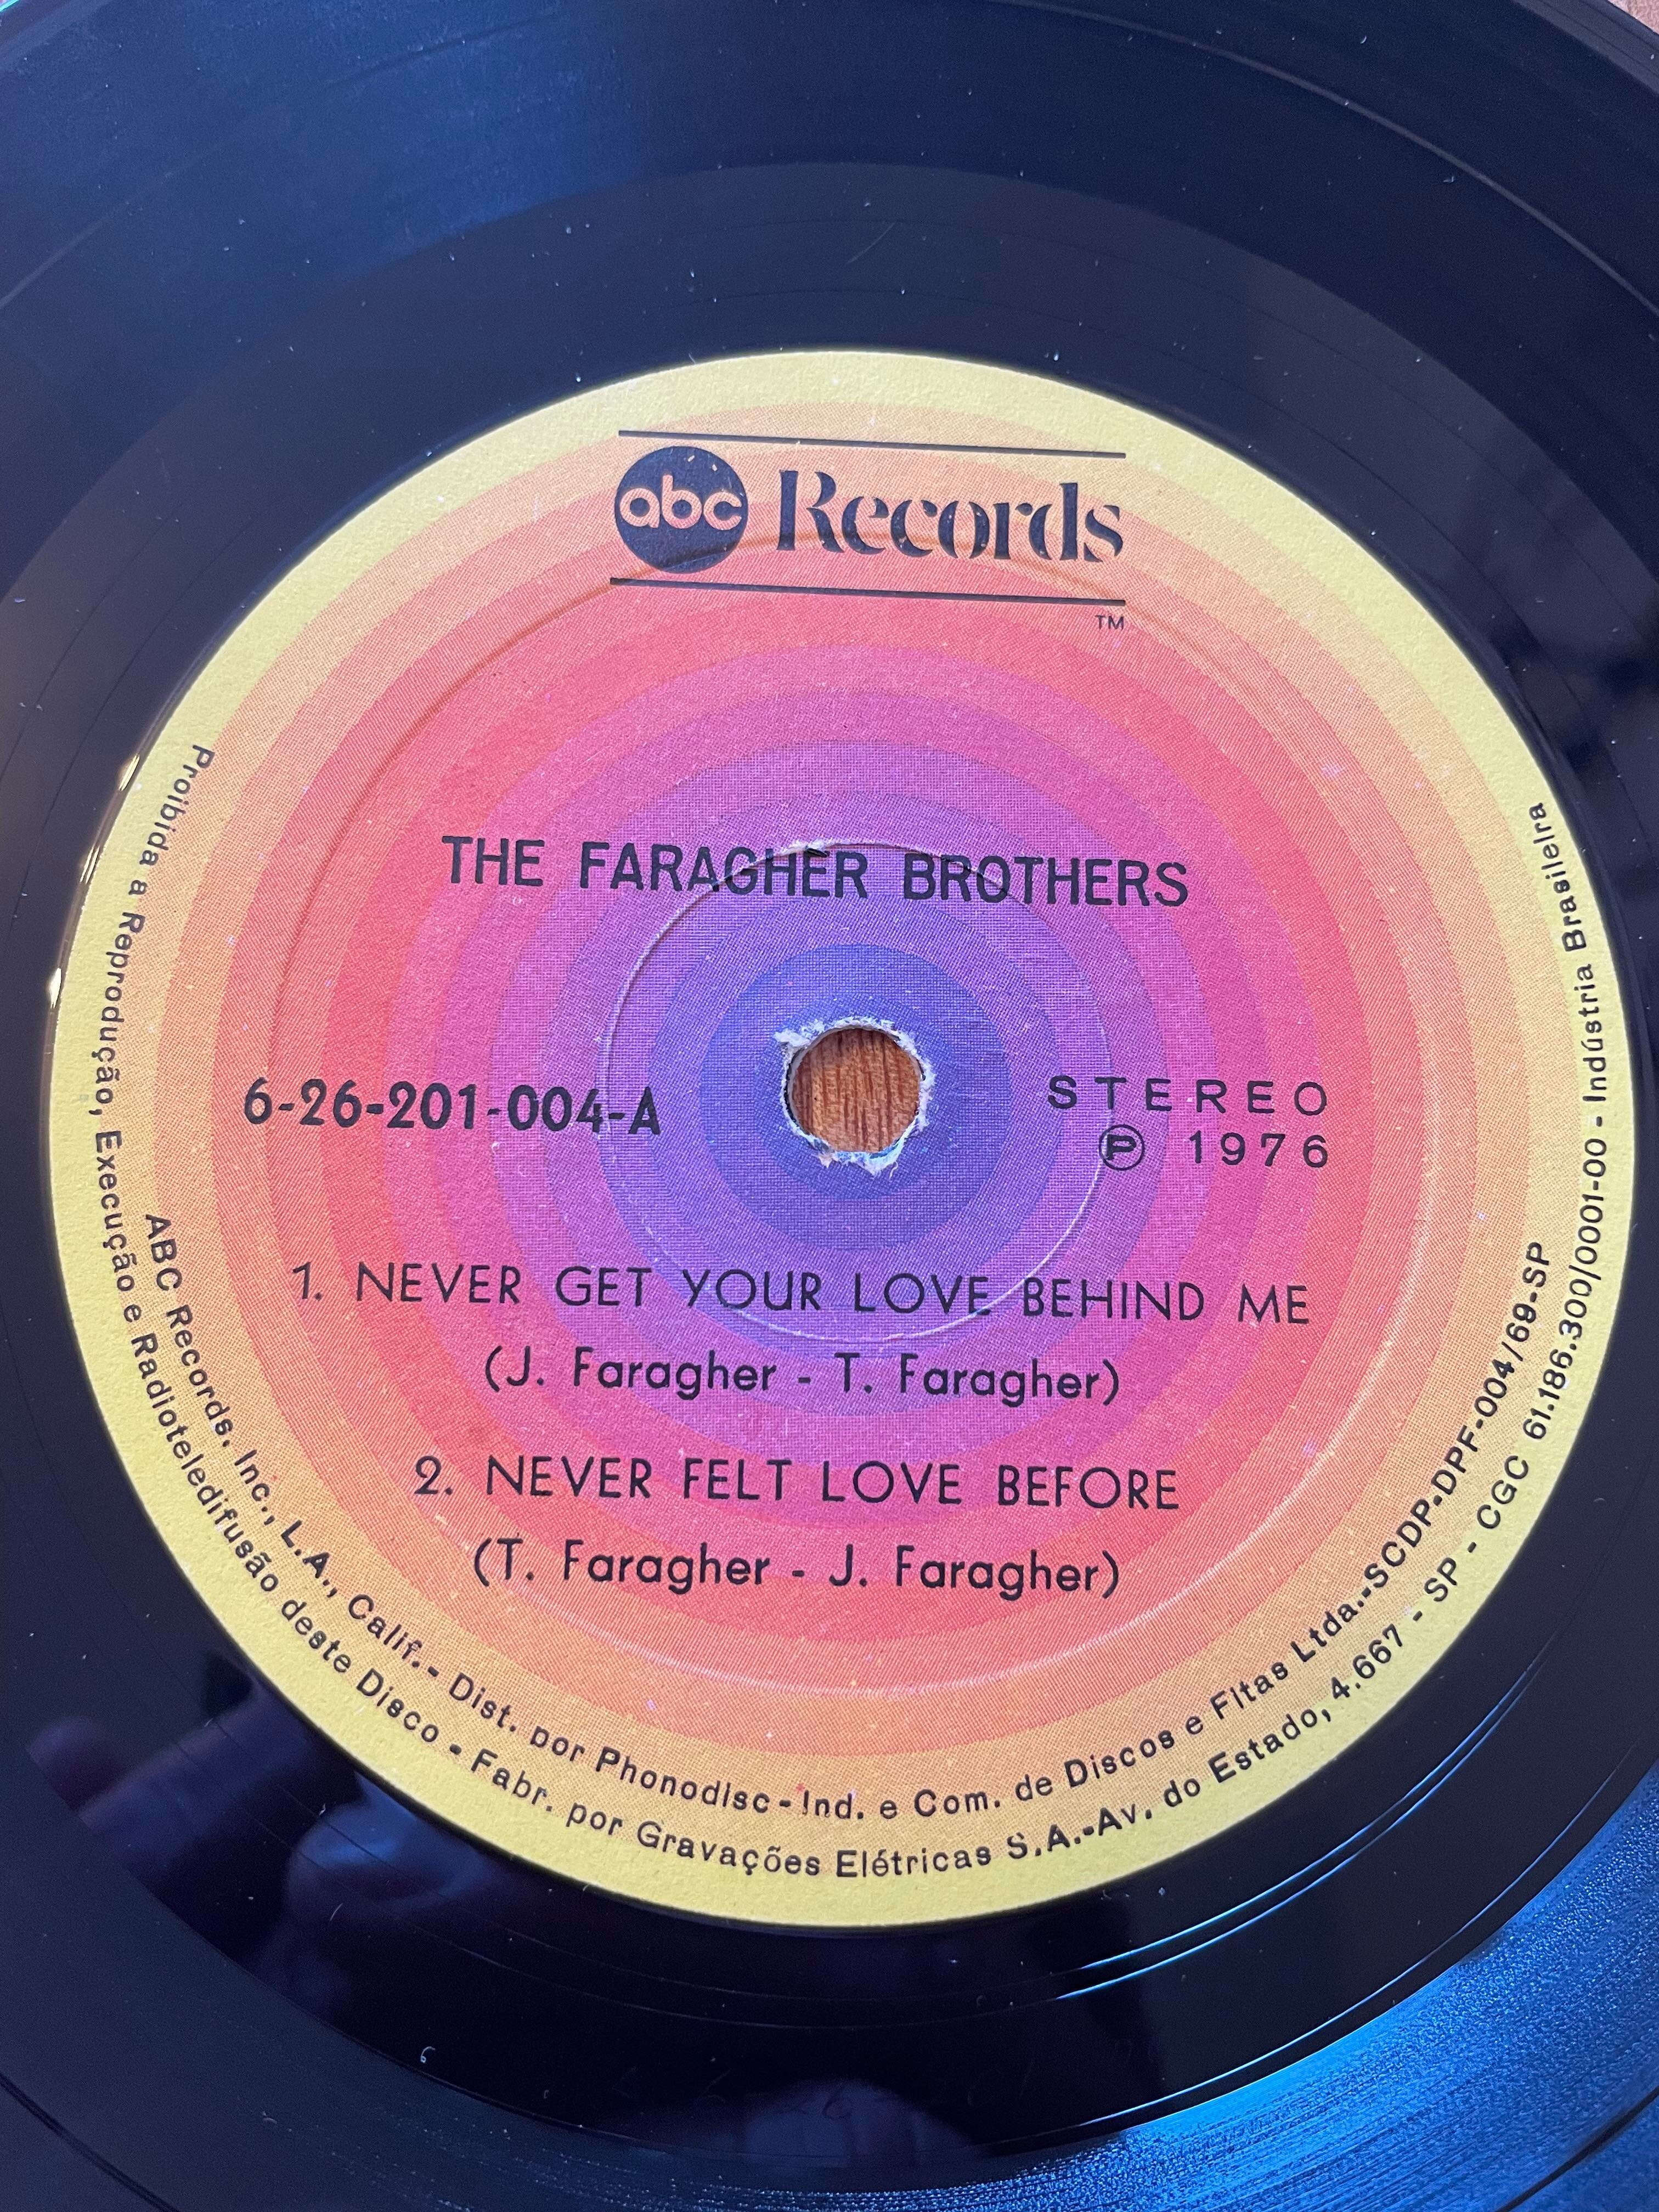 abc Records
TM
THE FARAGHER BROTHERS
6-26-201-004-A
STEREO
Ⓟ 1976
1. NEVER GET YOUR LOVE BEHIND ME
(J. Faragher - T. Faragher)
2. NEVER FELT LOVE BEFORE
(T. Faragher - J. Faragher)
ABC Records, Inc., L.A., Calif.- Dist. por Phonodisc-Ind. e Com. de Discos e Fitas Ltda.-SCDP-DPF-004/69-SP
Proibida a Reprodução, Execução e Radioteledifusão deste Disco - Fabr. por Gravações Elétricas S.A.-Av. do Estado, 4.667 - SP - CGC 61.186.300/0001-00 - Indústria Brasileira